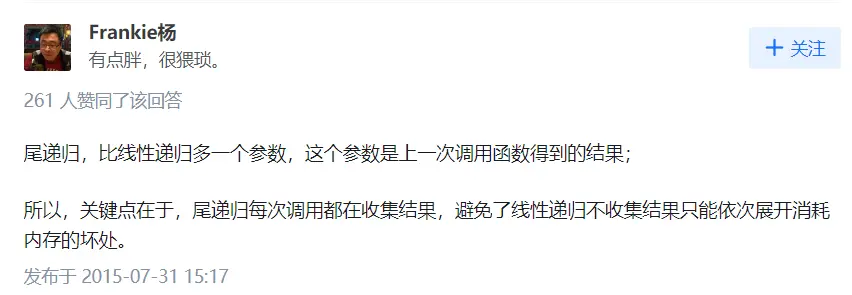 Frankie杨
有点胖，很猥琐。
+ 关注
261 人赞同了该回答
尾递归，比线性递归多一个参数，这个参数是上一次调用函数得到的结果；
所以，关键点在于，尾递归每次调用都在收集结果，避免了线性递归不收集结果只能依次展开消耗
内存的坏处。
发布于 2015-07-31 15:17